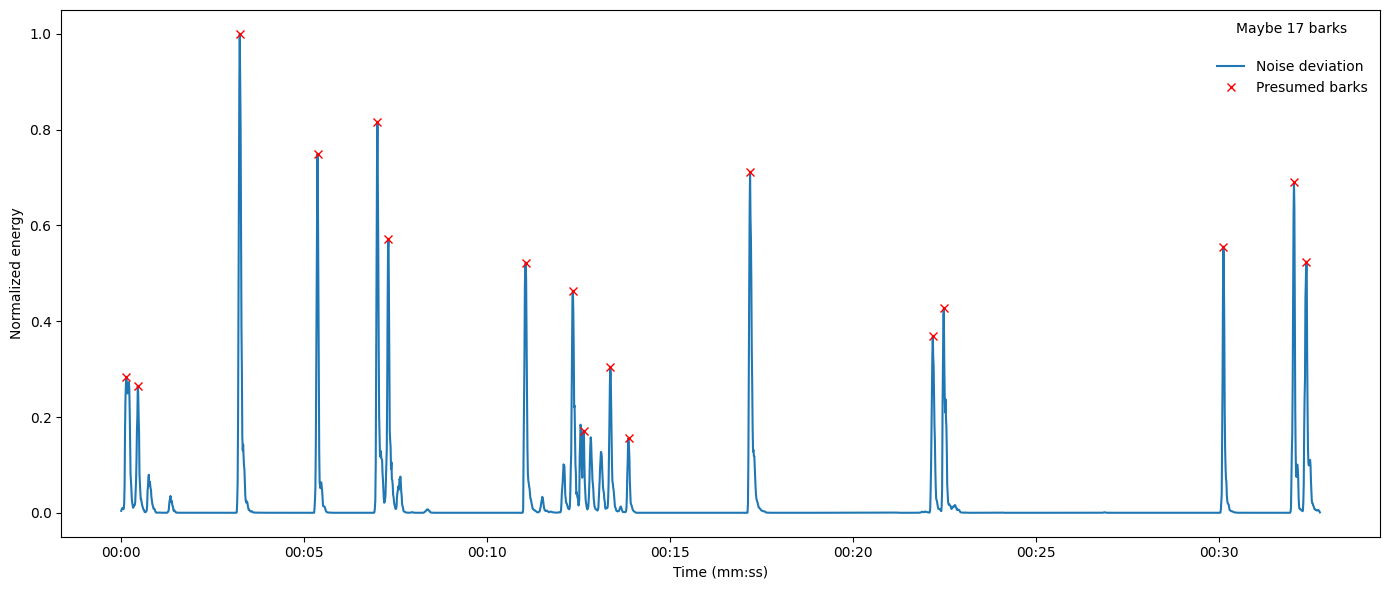 Maybe 17 barks
Noise deviation
Presumed barks
1.0
0.8
0.6
0.4
0.2
0.0
Normalized energy
00:00 00:05 00:10 00:15 00:20 00:25 00:30
Time (mm:ss)